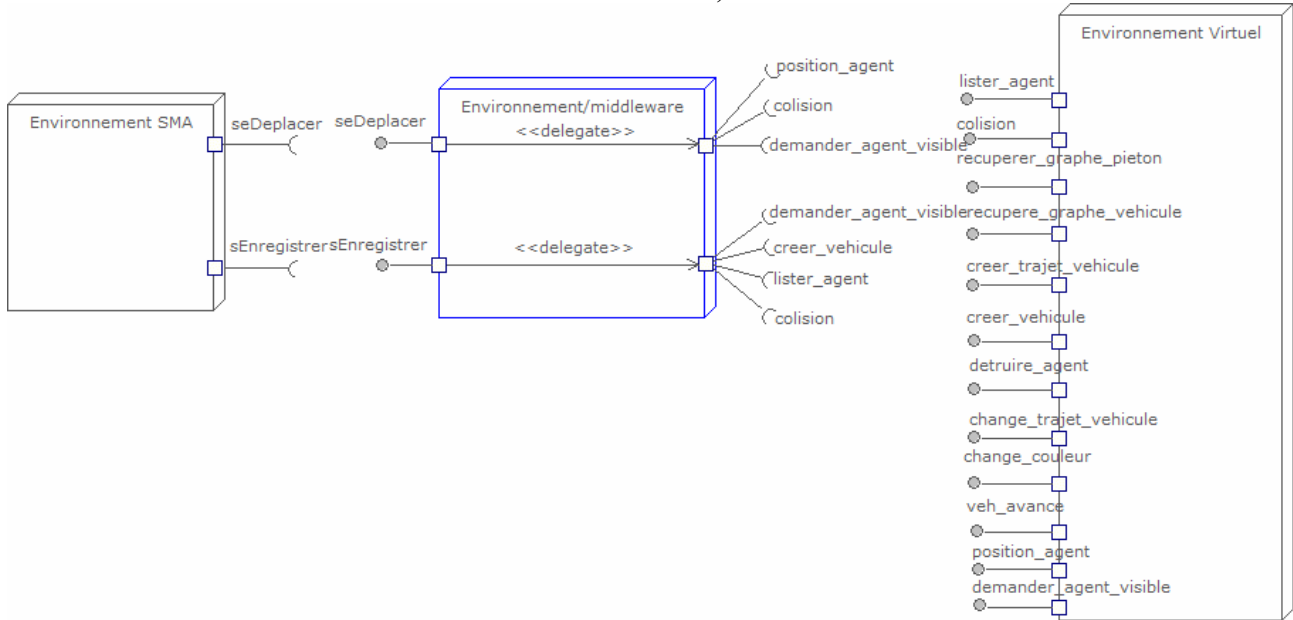 Environnement SMA
seDeplacer
sEnregistrer
seDeplacer
sEnregistrer
Environnement/middleware
<<delegate>>
<<delegate>>
position_agent
colision
demander_agent_visible
demander_agent_visible
creer_vehicule
lister_agent
colision
Environnement Virtuel
lister_agent
colision
recuperer_graphe_pieton
recupere_graphe_vehicule
creer_trajet_vehicule
creer_vehicule
detruire_agent
change_trajet_vehicule
change_couleur
veh_avance
position_agent
demander_agent_visible